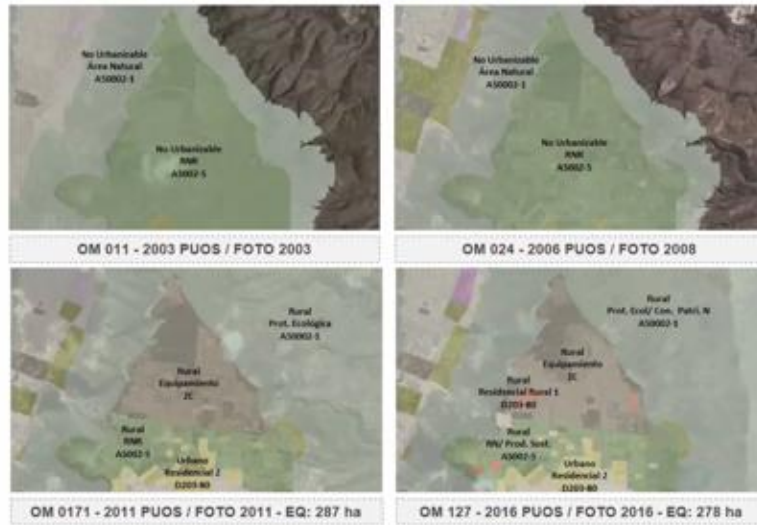 No Urbanizable
Área Natural
A50002-1
No Urbanizable
RNR
A5002-5
OM 011 - 2003 PUOS / FOTO 2003
No Urbanizable
Área Natural
A50002-1
No Urbanizable
RNR
A5002-5
OM 024 - 2006 PUOS / FOTO 2008
Rural
Prot. Ecológica
A50002-1
Rural
Equipamiento
ZC
Rural
RNR
A5002-5
Urbano
Residencial 2
D203-80
OM 0171 - 2011 PUOS / FOTO 2011 - EQ: 287 ha
Rural
Prot. Ecol/ Con. Patri. N
A50002-1
Rural
Equipamiento
ZC
Rural
Residencial Rural 1
D203-80
Rural
RN/ Prod. Sost.
A5002-5
Urbano
Residencial 2
D203-80
OM 127 - 2016 PUOS / FOTO 2016 - EQ: 278 ha